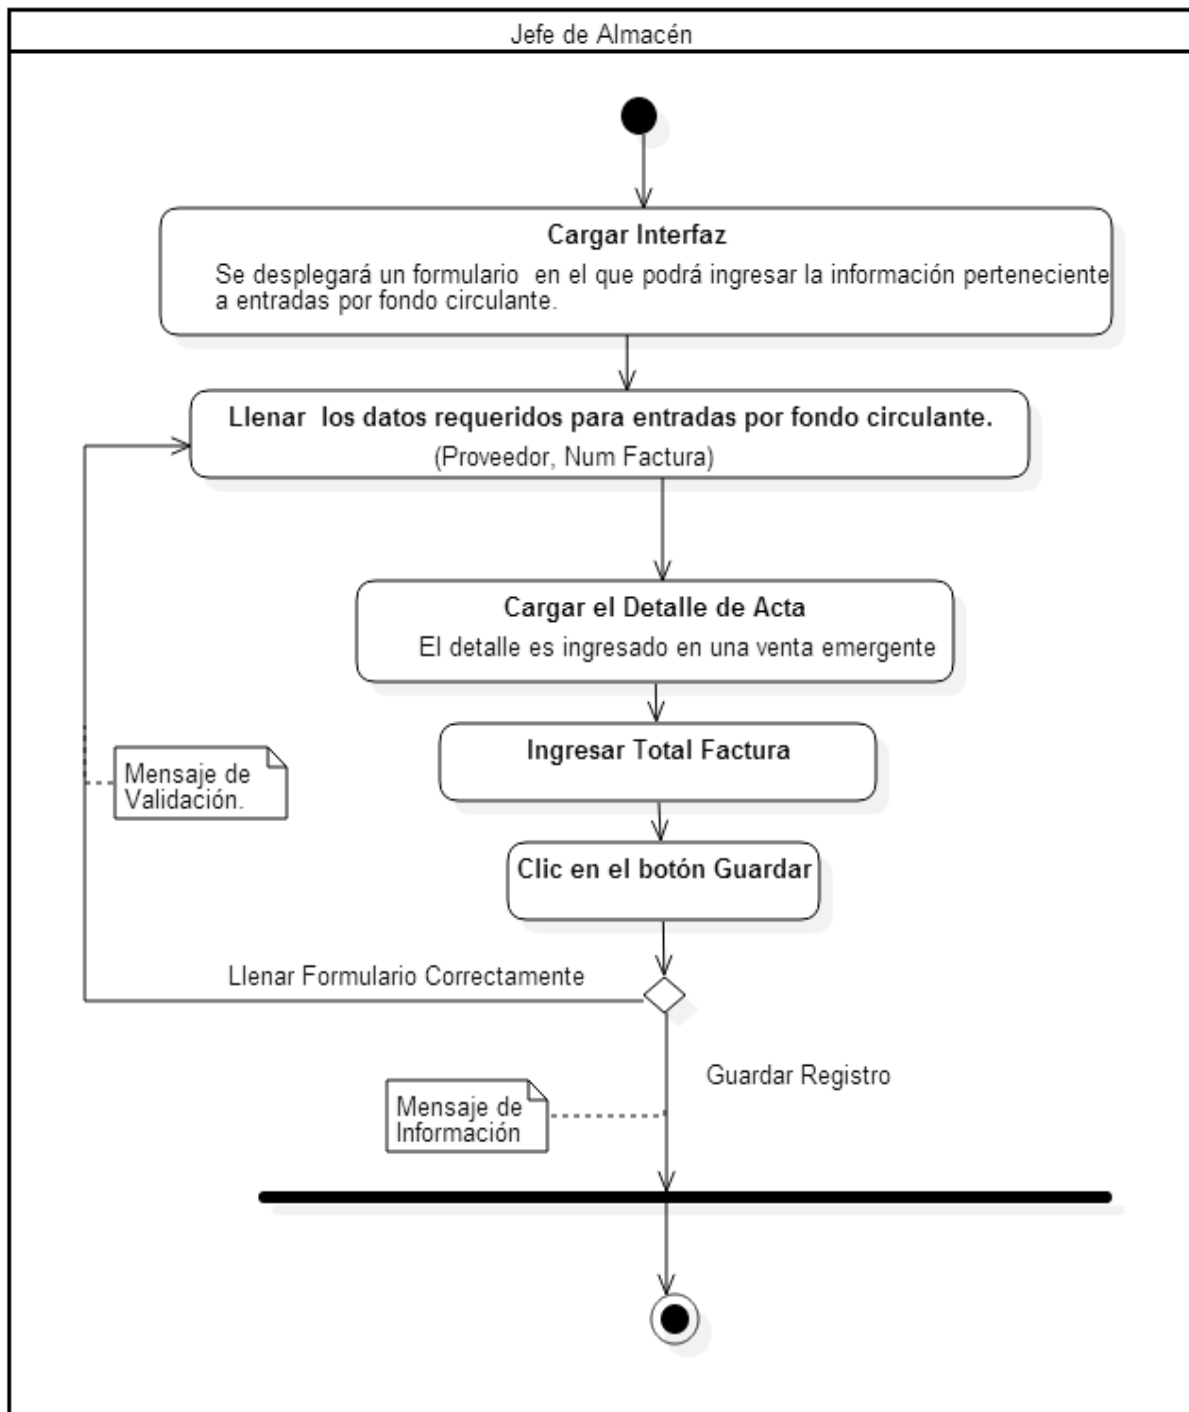 Jefe de Almacén
Cargar Interfaz
Se desplegará un formulario  en el que podrá ingresar la información perteneciente
a entradas por fondo circulante.
Llenar  los datos requeridos para entradas por fondo circulante.
(Proveedor, Num Factura)
Cargar el Detalle de Acta
El detalle es ingresado en una venta emergente
Ingresar Total Factura
Mensaje de
Validación.
Clic en el botón Guardar
Llenar Formulario Correctamente
Guardar Registro
Mensaje de
Información